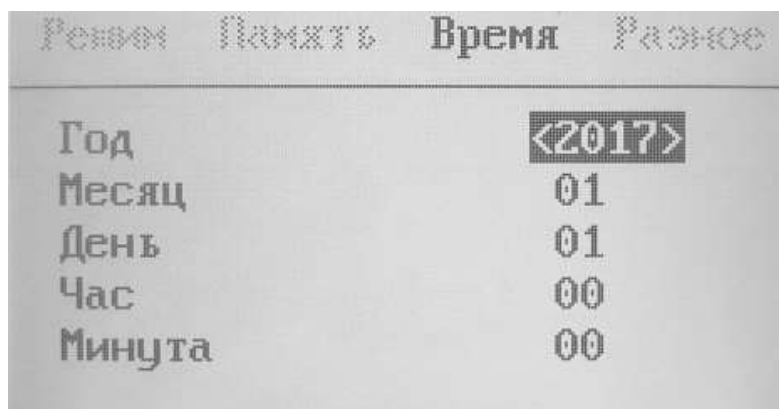 Режим Память Время Разное
Год <2017>
Месяц 01
День 01
Час 00
Минута 00